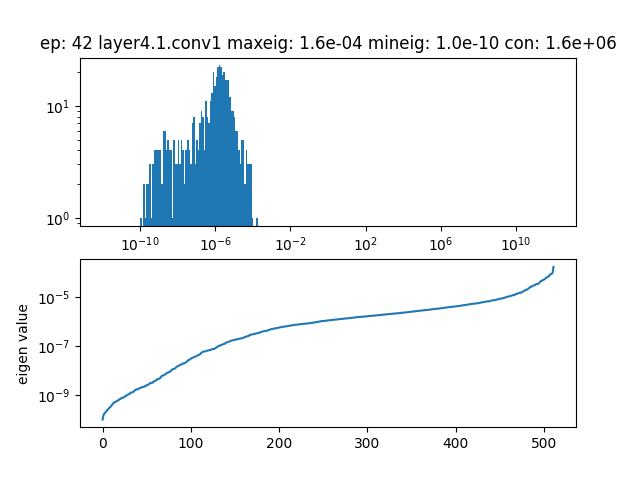 ep: 42 layer4.1.conv1 maxeig: 1.6e-04 mineig: 1.0e-10 con: 1.6e+06
10¹
10⁰
10⁻¹⁰ 10⁻⁶ 10⁻² 10² 10⁶ 10¹⁰
eigen value
10⁻⁵
10⁻⁷
10⁻⁹
0 100 200 300 400 500